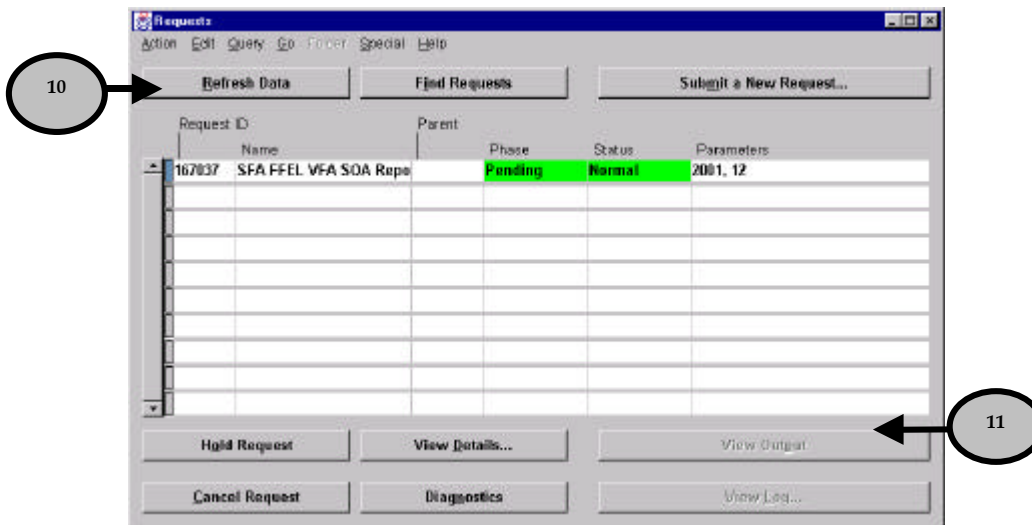 Requests
Action Edit Query Go Folder Special Help
10
Refresh Data Find Requests Submit a New Request...
Request ID Parent
Name Phase Status Parameters
167037 SFA FFEL VFA SOA Repo Pending Normal 2001, 12
11
Hold Request View Details... View Output
Cancel Request Diagnostics View Log...